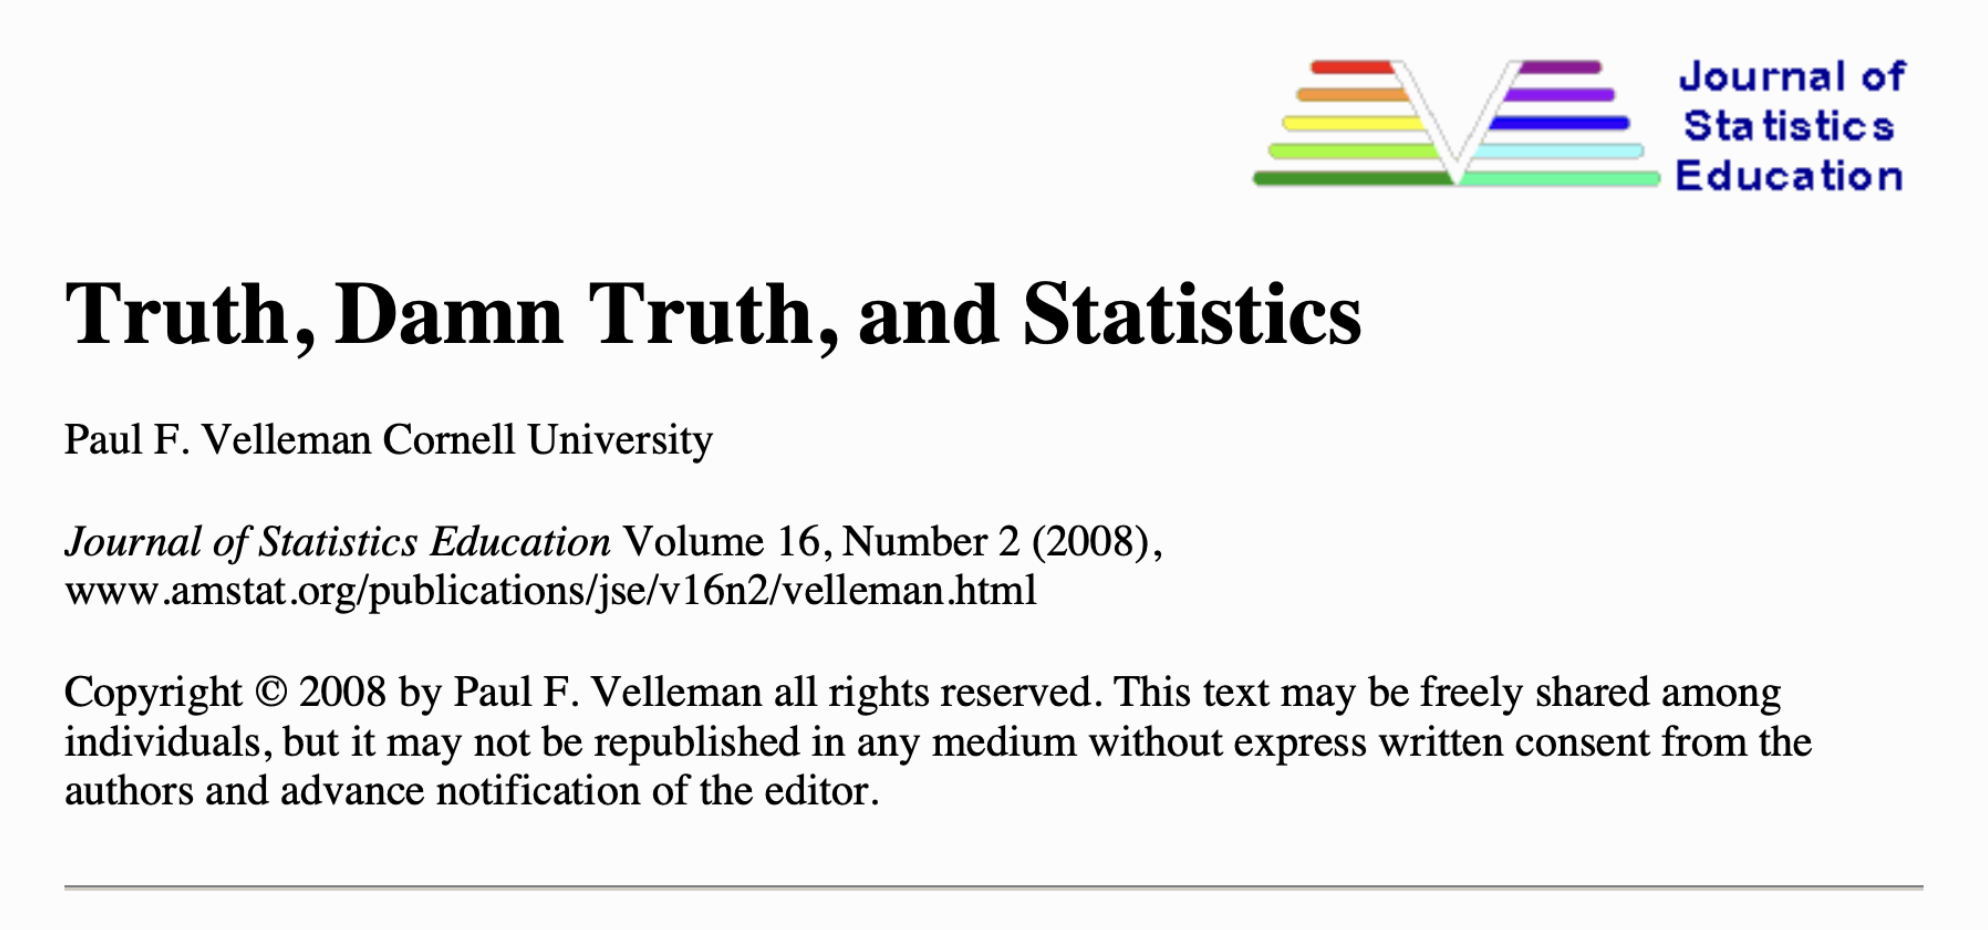 Journal of
Statistics
Education
Truth, Damn Truth, and Statistics
Paul F. Velleman Cornell University
Journal of Statistics Education Volume 16, Number 2 (2008),
www.amstat.org/publications/jse/v16n2/velleman.html
Copyright © 2008 by Paul F. Velleman all rights reserved. This text may be freely shared among
individuals, but it may not be republished in any medium without express written consent from the
authors and advance notification of the editor.